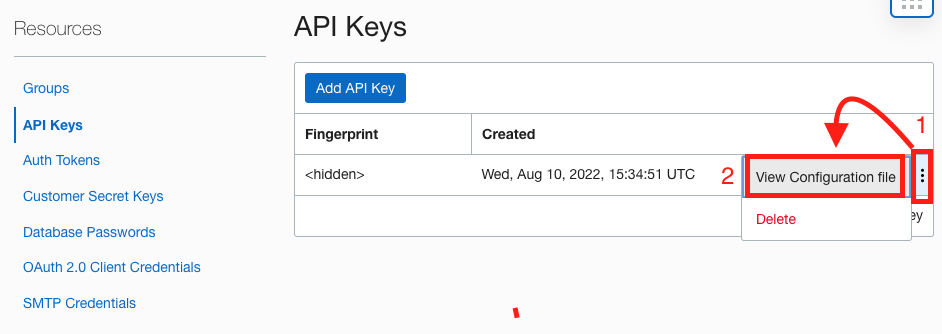 Resources
API Keys
Groups
API Keys
Auth Tokens
Customer Secret Keys
Database Passwords
OAuth 2.0 Client Credentials
SMTP Credentials
Add API Key
1
Fingerprint Created
<hidden> Wed, Aug 10, 2022, 15:34:51 UTC 2 View Configuration file
Delete